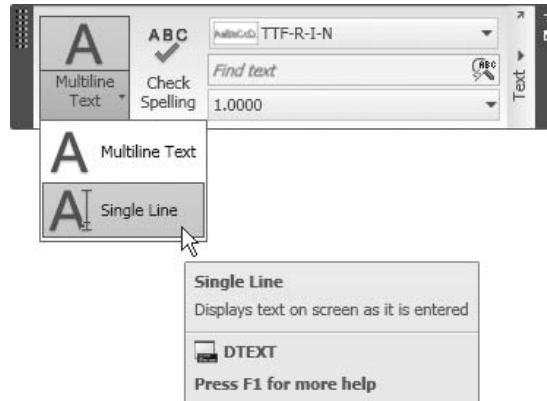 ABC
TTF-R-I-N
Find text
ABC
Multiline
Text
Check
Spelling
1.0000
Text
Multiline Text
Single Line
Single Line
Displays text on screen as it is entered
DTEXT
Press F1 for more help